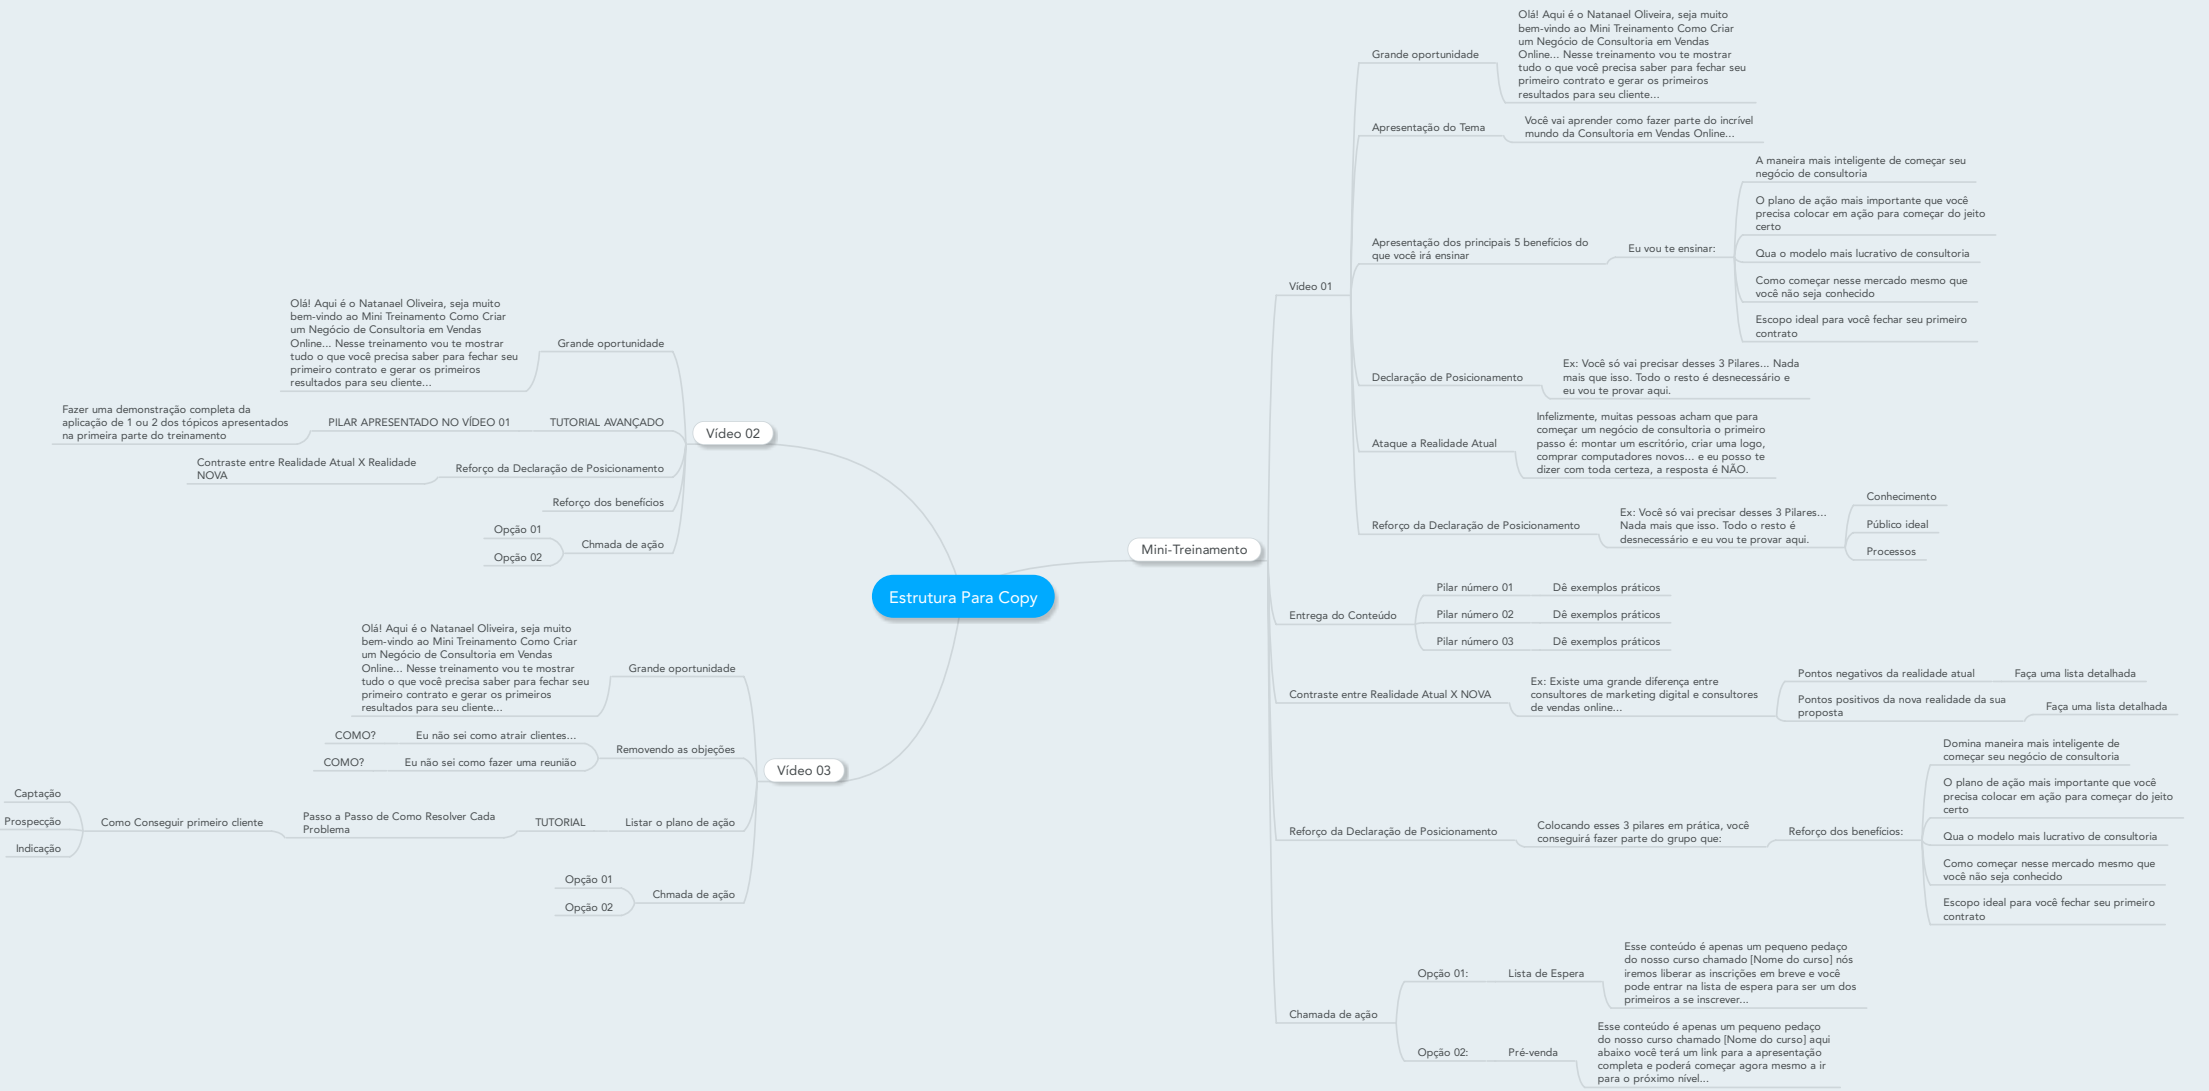 Estrutura Para Copy
Mini-Treinamento
Vídeo 01
Grande oportunidade
Olá! Aqui é o Natanael Oliveira, seja muito
bem-vindo ao Mini Treinamento Como Criar
um Negócio de Consultoria em Vendas
Online... Nesse treinamento vou te mostrar
tudo o que você precisa saber para fechar seu
primeiro contrato e gerar os primeiros
resultados para seu cliente...
Apresentação do Tema
Você vai aprender como fazer parte do incrível
mundo da Consultoria em Vendas Online...
Apresentação dos principais 5 benefícios do
que você irá ensinar
Eu vou te ensinar:
A maneira mais inteligente de começar seu
negócio de consultoria
O plano de ação mais importante que você
precisa colocar em ação para começar do jeito
certo
Qua o modelo mais lucrativo de consultoria
Como começar nesse mercado mesmo que
você não seja conhecido
Escopo ideal para você fechar seu primeiro
contrato
Declaração de Posicionamento
Ex: Você só vai precisar desses 3 Pilares... Nada
mais que isso. Todo o resto é desnecessário e
eu vou te provar aqui.
Ataque a Realidade Atual
Infelizmente, muitas pessoas acham que para
começar um negócio de consultoria o primeiro
passo é: montar um escritório, criar uma logo,
comprar computadores novos... e eu posso te
dizer com toda certeza, a resposta é NÃO.
Reforço da Declaração de Posicionamento
Ex: Você só vai precisar desses 3 Pilares...
Nada mais que isso. Todo o resto é
desnecessário e eu vou te provar aqui.
Conhecimento
Público ideal
Processos
Entrega do Conteúdo
Pilar número 01
Dê exemplos práticos
Pilar número 02
Dê exemplos práticos
Pilar número 03
Dê exemplos práticos
Contraste entre Realidade Atual X NOVA
Ex: Existe uma grande diferença entre
consultores de marketing digital e consultores
de vendas online...
Pontos negativos da realidade atual
Faça uma lista detalhada
Pontos positivos da nova realidade da sua
proposta
Faça uma lista detalhada
Reforço da Declaração de Posicionamento
Colocando esses 3 pilares em prática, você
conseguirá fazer parte do grupo que:
Reforço dos benefícios:
Domina maneira mais inteligente de
começar seu negócio de consultoria
O plano de ação mais importante que você
precisa colocar em ação para começar do jeito
certo
Qua o modelo mais lucrativo de consultoria
Como começar nesse mercado mesmo que
você não seja conhecido
Escopo ideal para você fechar seu primeiro
contrato
Chamada de ação
Opção 01:
Lista de Espera
Esse conteúdo é apenas um pequeno pedaço
do nosso curso chamado [Nome do curso] nós
iremos liberar as inscrições em breve e você
pode entrar na lista de espera para ser um dos
primeiros a se inscrever...
Opção 02:
Pré-venda
Esse conteúdo é apenas um pequeno pedaço
do nosso curso chamado [Nome do curso] aqui
abaixo você terá um link para a apresentação
completa e poderá começar agora mesmo a ir
para o próximo nível...
Vídeo 02
Grande oportunidade
Olá! Aqui é o Natanael Oliveira, seja muito
bem-vindo ao Mini Treinamento Como Criar
um Negócio de Consultoria em Vendas
Online... Nesse treinamento vou te mostrar
tudo o que você precisa saber para fechar seu
primeiro contrato e gerar os primeiros
resultados para seu cliente...
TUTORIAL AVANÇADO
PILAR APRESENTADO NO VÍDEO 01
Fazer uma demonstração completa da
aplicação de 1 ou 2 dos tópicos apresentados
na primeira parte do treinamento
Reforço da Declaração de Posicionamento
Contraste entre Realidade Atual X Realidade
NOVA
Reforço dos benefícios
Chmada de ação
Opção 01
Opção 02
Vídeo 03
Grande oportunidade
Olá! Aqui é o Natanael Oliveira, seja muito
bem-vindo ao Mini Treinamento Como Criar
um Negócio de Consultoria em Vendas
Online... Nesse treinamento vou te mostrar
tudo o que você precisa saber para fechar seu
primeiro contrato e gerar os primeiros
resultados para seu cliente...
Removendo as objeções
Eu não sei como atrair clientes...
COMO?
Eu não sei como fazer uma reunião
COMO?
Listar o plano de ação
TUTORIAL
Passo a Passo de Como Resolver Cada
Problema
Como Conseguir primeiro cliente
Captação
Prospecção
Indicação
Chmada de ação
Opção 01
Opção 02